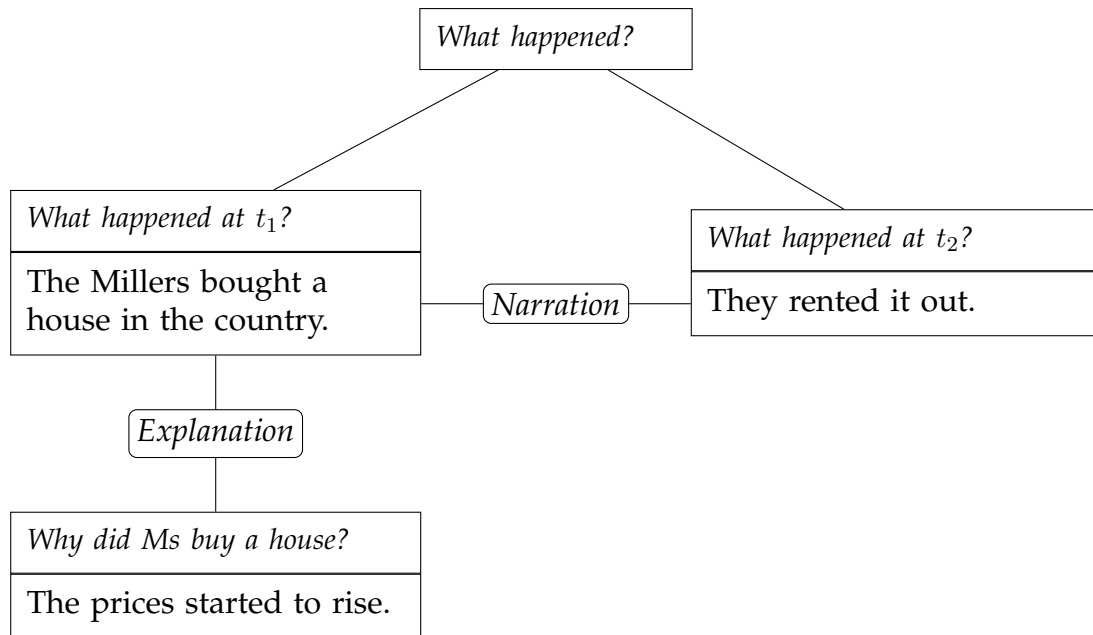 What happened?
What happened at t₁?
The Millers bought a
house in the country.
What happened at t₂?
They rented it out.
Narration
Explanation
Why did Ms buy a house?
The prices started to rise.